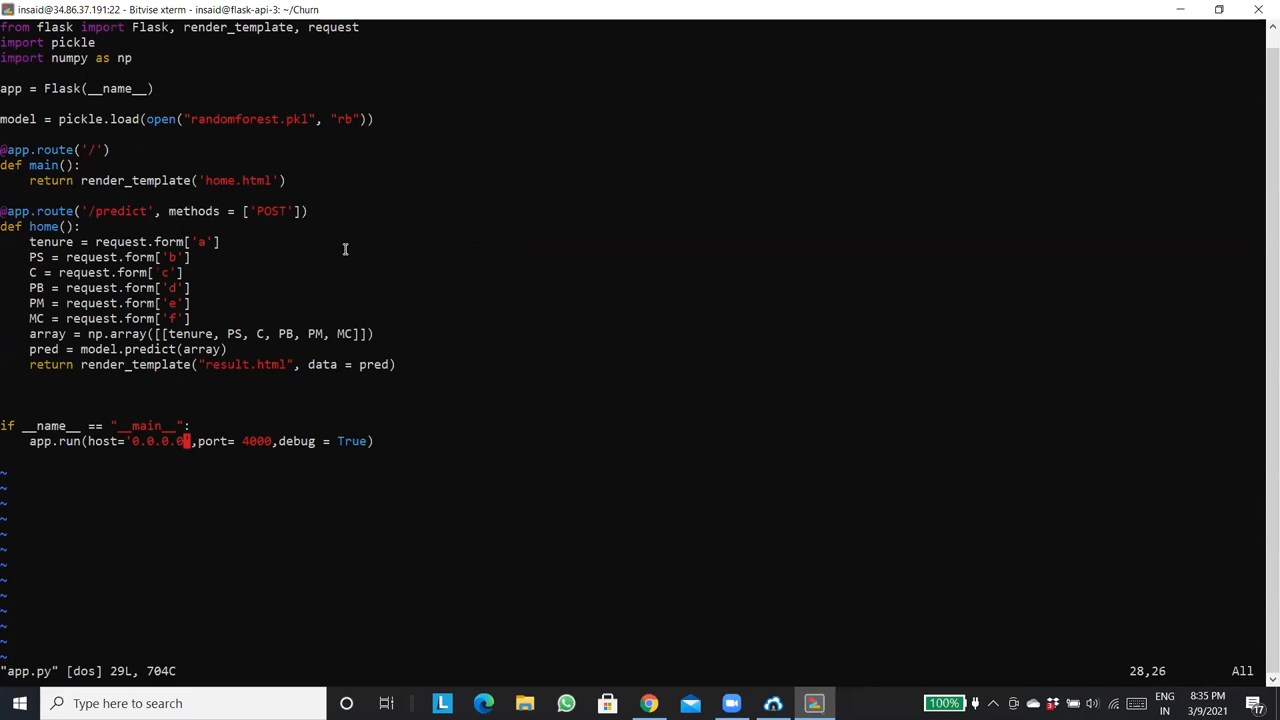 insaid@34.86.37.191:22 - Bitvise xterm - insaid@flask-api-3: ~/Churn
from flask import Flask, render_template, request
import pickle
import numpy as np
app = Flask(__name__)
model = pickle.load(open("randomforest.pkl", "rb"))
@app.route('/')
def main():
    return render_template('home.html')
@app.route('/predict', methods = ['POST'])
def home():
    tenure = request.form['a']
    PS = request.form['b']
    C = request.form['c']
    PB = request.form['d']
    PM = request.form['e']
    MC = request.form['f']
    array = np.array([[tenure, PS, C, PB, PM, MC]])
    pred = model.predict(array)
    return render_template("result.html", data = pred)
if __name__ == "__main__":
    app.run(host='0.0.0.0',port= 4000,debug = True)
~
~
~
~
~
~
~
~
~
~
~
~
~
"app.py" [dos] 29L, 704C 28,26 All
Type here to search L 100% 3 ENG IN 8:35 PM 3/9/2021 17